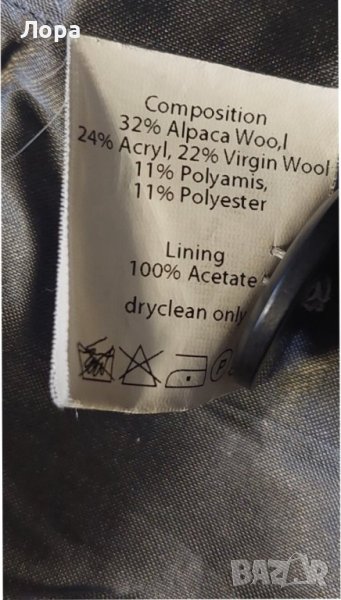 Лора
Composition
32% Alpaca Woo,l
24% Acryl, 22% Virgin Wool
11% Polyamis,
11% Polyester
Lining
100% Acetate
dryclean only
P
BAZAR